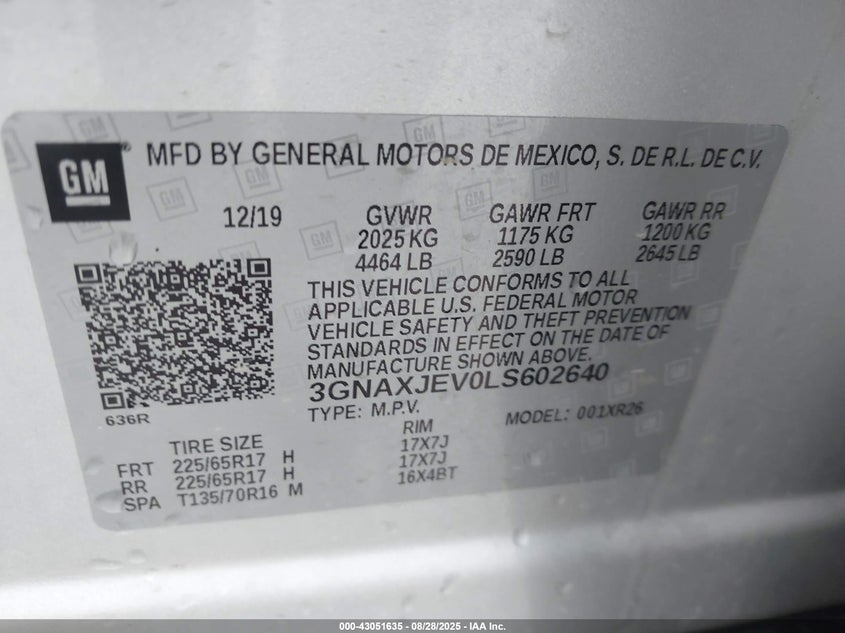 GM
MFD BY GENERAL MOTORS DE MEXICO, S. DE R.L. DE C.V.
12/19 GVWR GAWR FRT GAWR RR
2025 KG 1175 KG 1200 KG
4464 LB 2590 LB 2645 LB
THIS VEHICLE CONFORMS TO ALL
APPLICABLE U.S. FEDERAL MOTOR
VEHICLE SAFETY AND THEFT PREVENTION
STANDARDS IN EFFECT ON THE DATE OF
MANUFACTURE SHOWN ABOVE.
3GNAXJEV0LS602640
636R
TYPE: M.P.V. MODEL: 001XR26
TIRE SIZE RIM
FRT 225/65R17 H 17X7J
RR 225/65R17 H 17X7J
SPA T135/70R16 M 16X4BT
000-43051635 - 08/28/2025 - IAA Inc.